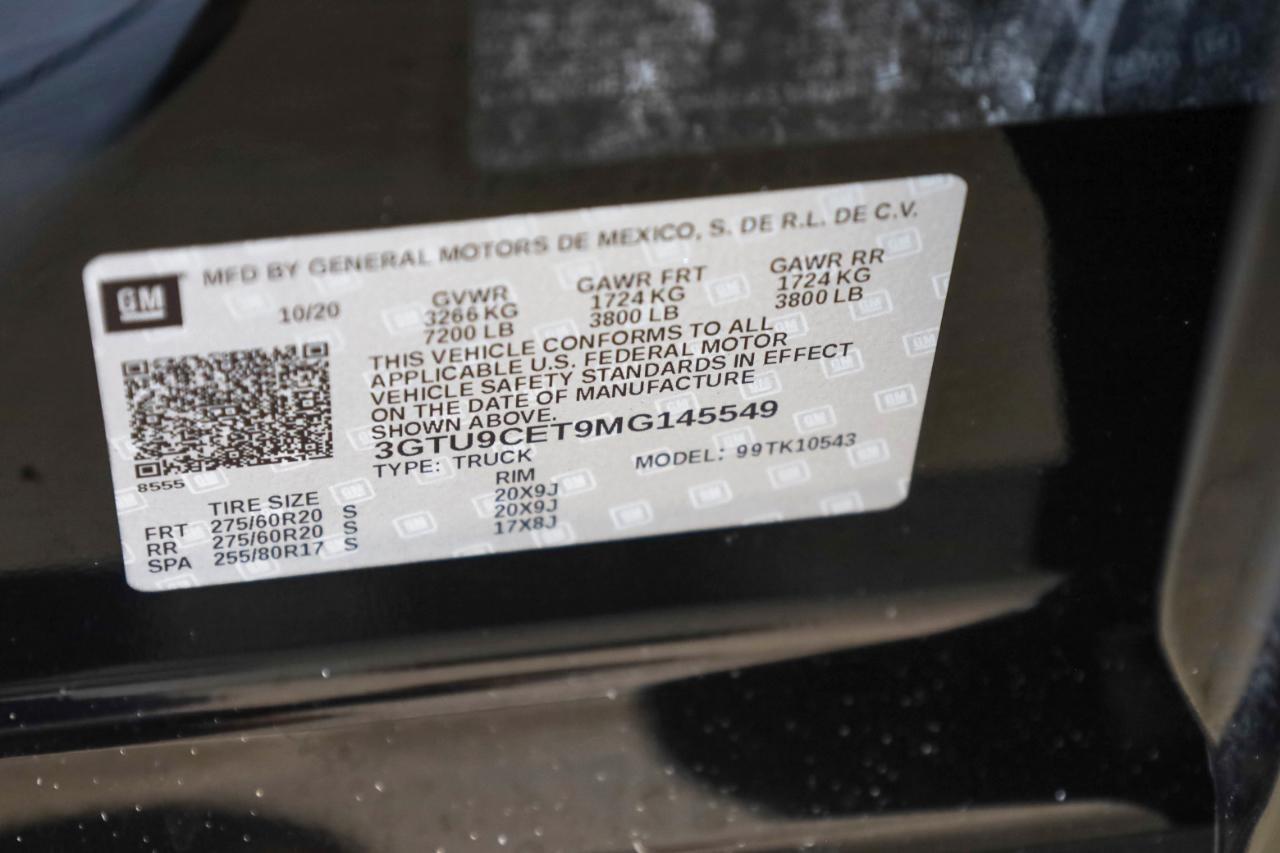 MFD BY GENERAL MOTORS DE MEXICO, S. DE R.L. DE C.V.
GM
10/20
GVWR
3266 KG
7200 LB
GAWR FRT
1724 KG
3800 LB
GAWR RR
1724 KG
3800 LB
THIS VEHICLE CONFORMS TO ALL
APPLICABLE U.S. FEDERAL MOTOR
VEHICLE SAFETY STANDARDS IN EFFECT
ON THE DATE OF MANUFACTURE
SHOWN ABOVE.
3GTU9CET9MG145549
TYPE: TRUCK
MODEL: 99TK10543
8555
TIRE SIZE RIM
FRT 275/60R20 S 20X9J
RR 275/60R20 S 20X9J
SPA 255/80R17 S 17X8J